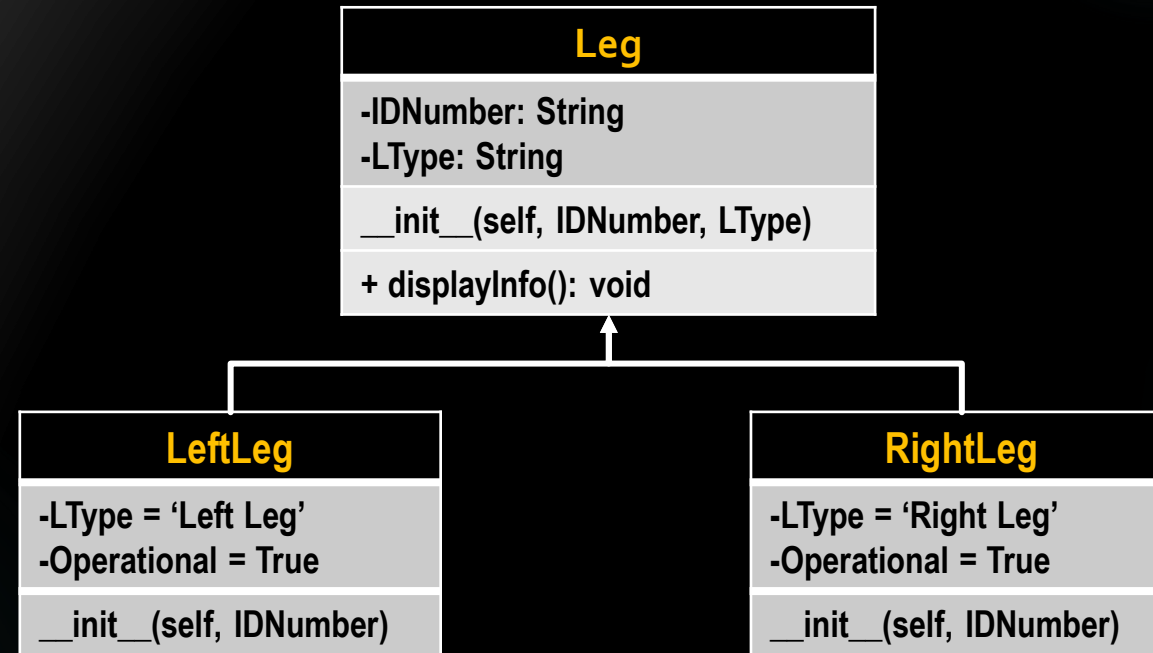 Leg
-IDNumber: String
-LType: String
__init__(self, IDNumber, LType)
+ displayInfo(): void
LeftLeg
-LType = ‘Left Leg’
-Operational = True
__init__(self, IDNumber)
RightLeg
-LType = ‘Right Leg’
-Operational = True
__init__(self, IDNumber)